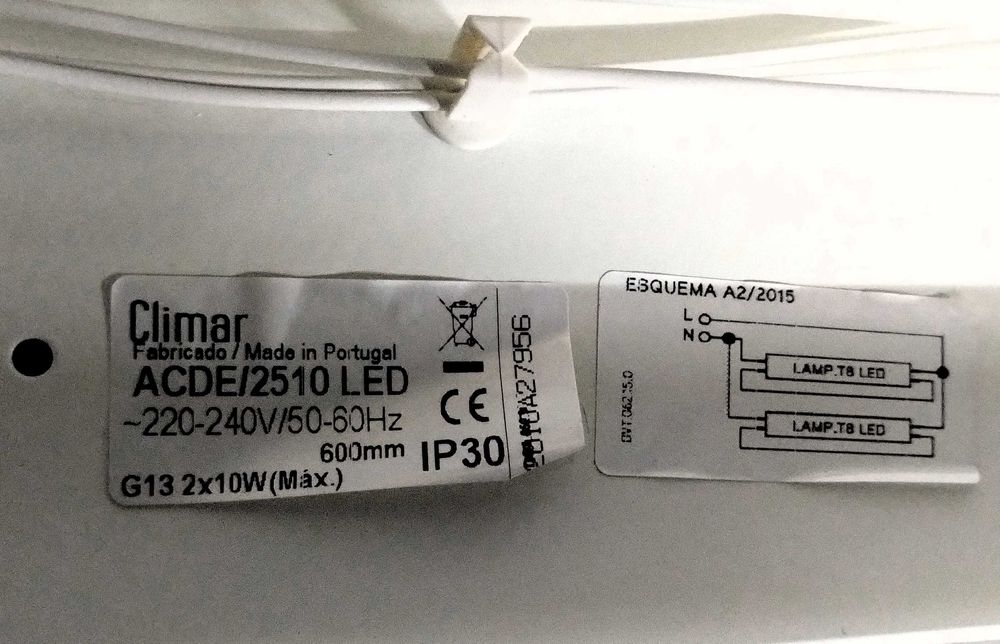 Climar
Fabricado / Made in Portugal
ACDE/2510 LED
~220-240V/50-60Hz
600mm
IP30
G13 2x10W(Máx.)
CE
ESQUEMA A2/2015
L
N
LAMP.T8 LED
LAMP.T8 LED